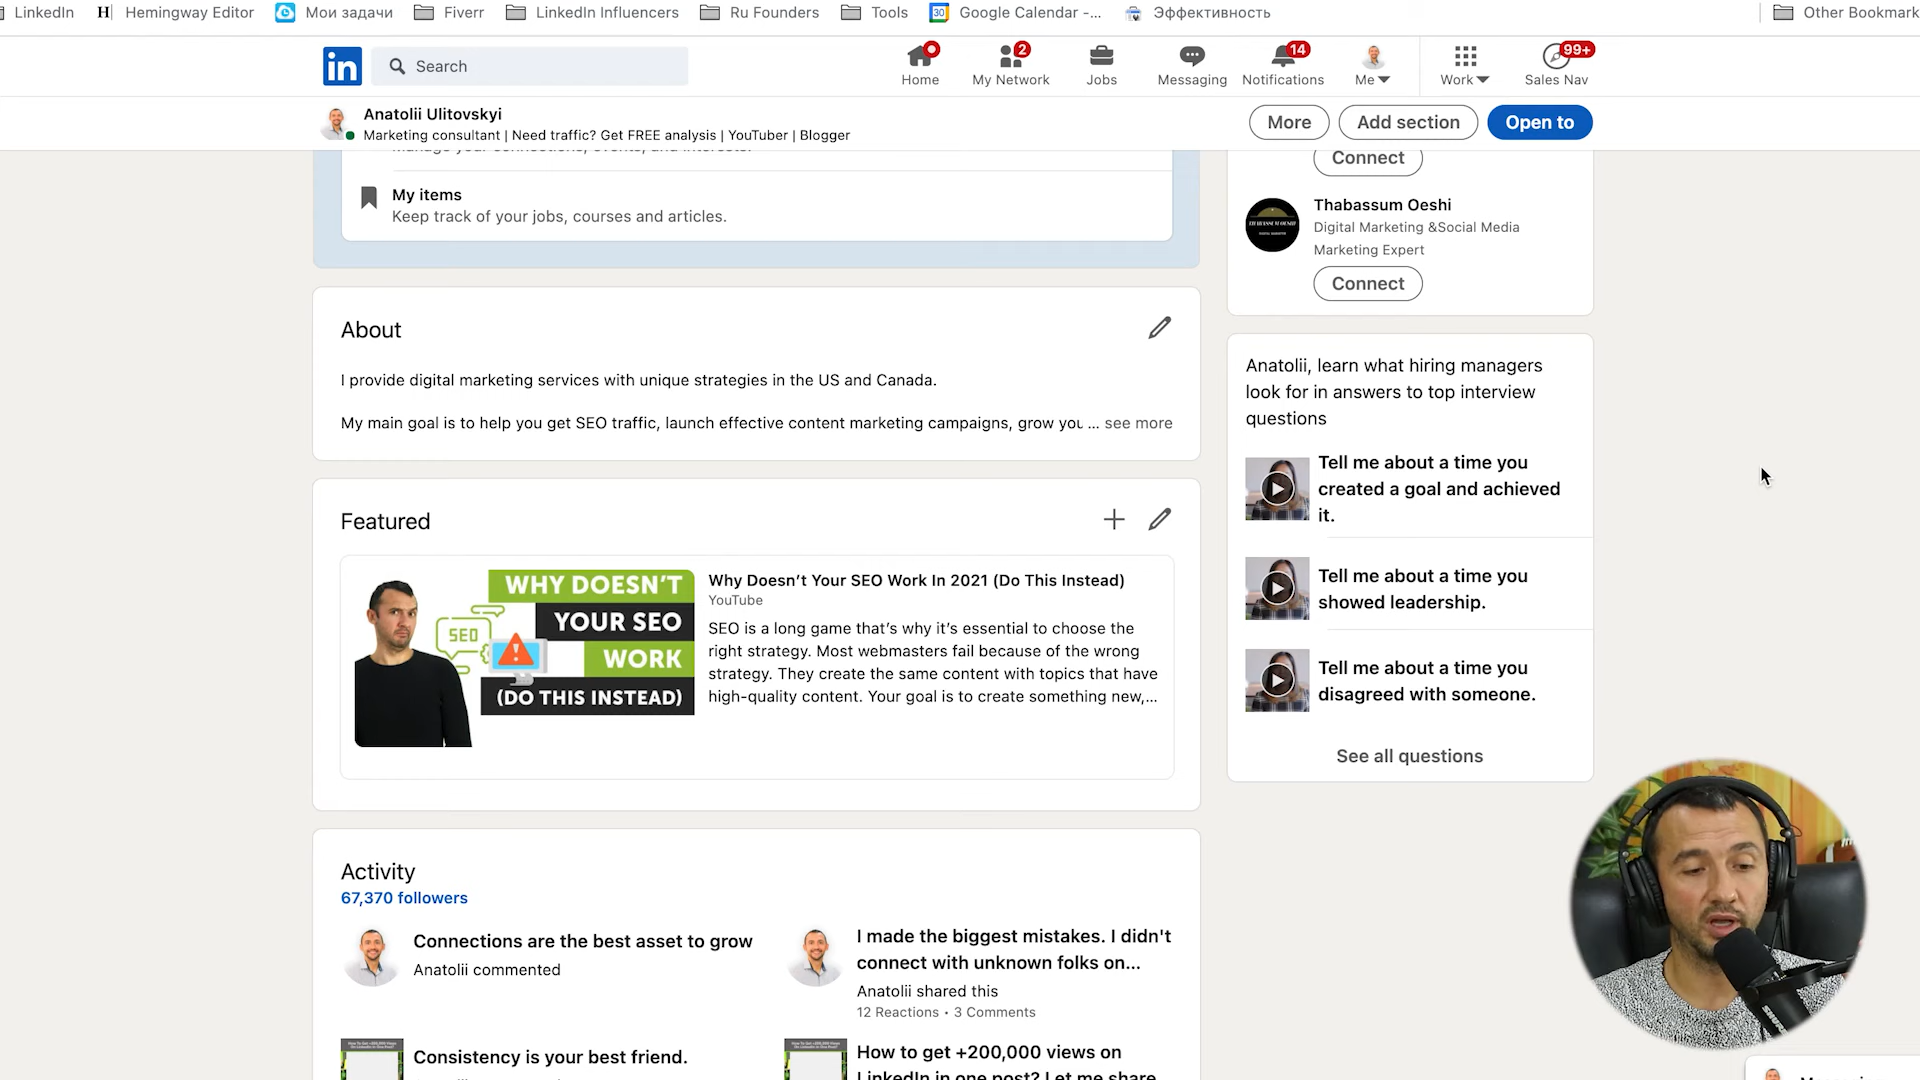 LinkedIn H Hemingway Editor Мои задачи Fiverr LinkedIn Influencers Ru Founders Tools 30 Google Calendar -... Эффективность Other Bookmark
in Search
2 14 99+
Home My Network Jobs Messaging Notifications Me Work Sales Nav
Anatolii Ulitovskyi
Marketing consultant | Need traffic? Get FREE analysis | YouTuber | Blogger
More Add section Open to
My items
Keep track of your jobs, courses and articles.
Connect
Thabassum Oeshi
Digital Marketing &Social Media
Marketing Expert
Connect
About
I provide digital marketing services with unique strategies in the US and Canada.
My main goal is to help you get SEO traffic, launch effective content marketing campaigns, grow you ... see more
Anatolii, learn what hiring managers
look for in answers to top interview
questions
Tell me about a time you
created a goal and achieved
it.
Tell me about a time you
showed leadership.
Tell me about a time you
disagreed with someone.
See all questions
Featured
WHY DOESN'T
YOUR SEO
WORK
(DO THIS INSTEAD)
SEO
Why Doesn't Your SEO Work In 2021 (Do This Instead)
YouTube
SEO is a long game that's why it's essential to choose the
right strategy. Most webmasters fail because of the wrong
strategy. They create the same content with topics that have
high-quality content. Your goal is to create something new,...
Activity
67,370 followers
Connections are the best asset to grow
Anatolii commented
I made the biggest mistakes. I didn't
connect with unknown folks on...
Anatolii shared this
12 Reactions • 3 Comments
Consistency is your best friend.
How to get +200,000 views on
LinkedIn in one post? Let me share